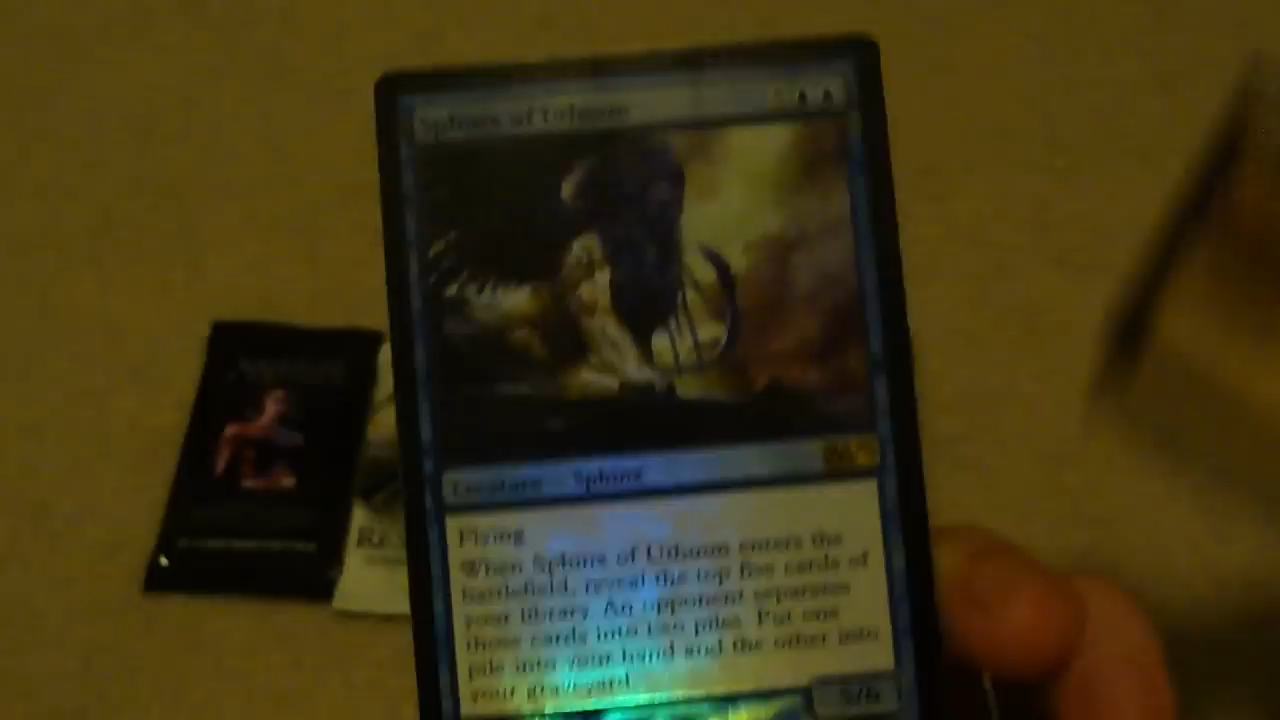 Sphinx of Uthuun
Creature Sphinx
Flying
When Sphinx of Uthuun enters the
battlefield, reveal the top five cards of
your library. An opponent separates
those cards into two piles. Put one
pile into your hand and the other into
your graveyard.
5/6